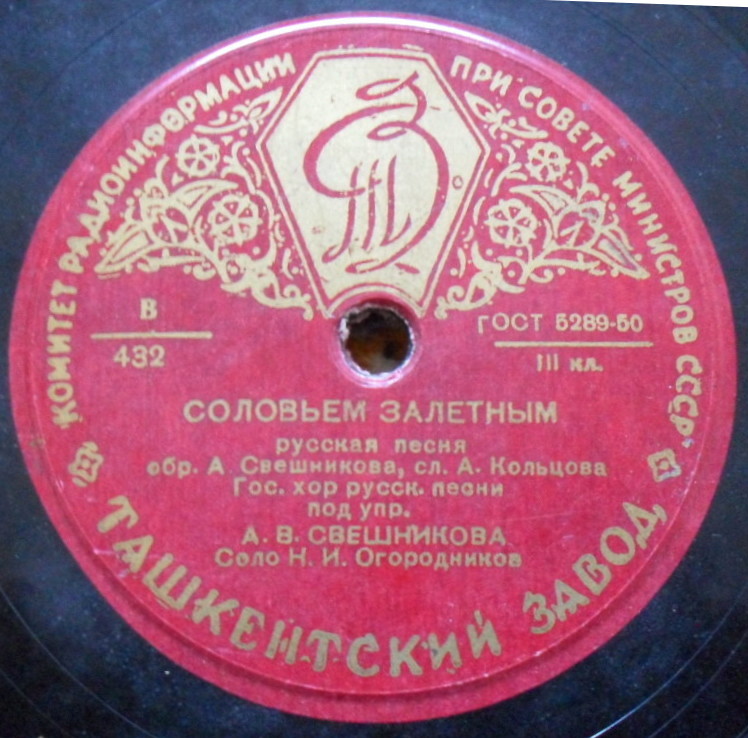 КОМИТЕТ РАДИОИНФОРМАЦИИ ПРИ СОВЕТЕ МИНИСТРОВ СССР
В
432
ГОСТ 5289-50
III кл.
СОЛОВЬЕМ ЗАЛЕТНЫМ
русская песня
обр. А. Свешникова, сл. А. Кольцова
Гос. хор русск. песни
под упр.
А. В. СВЕШНИКОВА
Соло Н. И. Огородников
ТАШКЕНТСКИЙ ЗАВОД